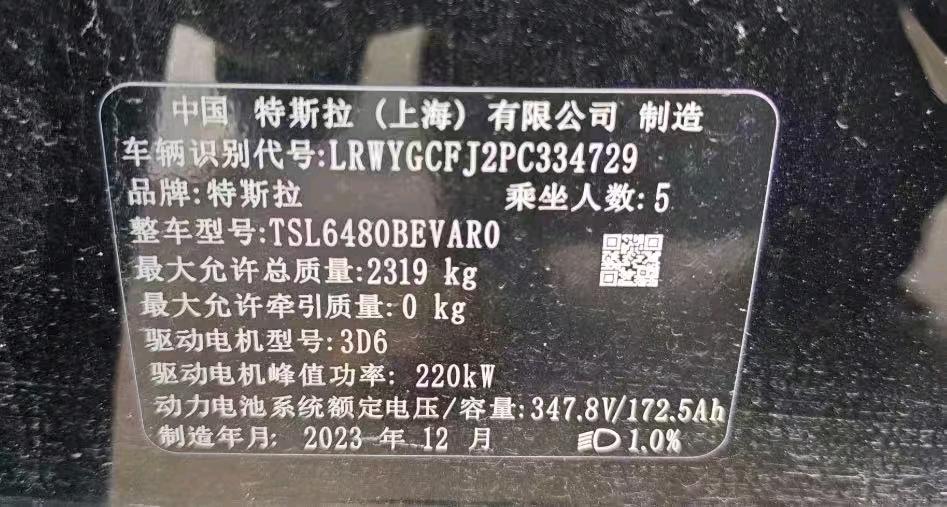 中国 特斯拉 (上海) 有限公司 制造
车辆识别代号:LRWYGCFJ2PC334729
品牌:特斯拉 乘坐人数:5
整车型号:TSL6480BEVAR0
最大允许总质量:2319 kg
最大允许牵引质量:0 kg
驱动电机型号:3D6
驱动电机峰值功率: 220kW
动力电池系统额定电压/容量:347.8V/172.5Ah
制造年月: 2023 年 12 月 1.0%